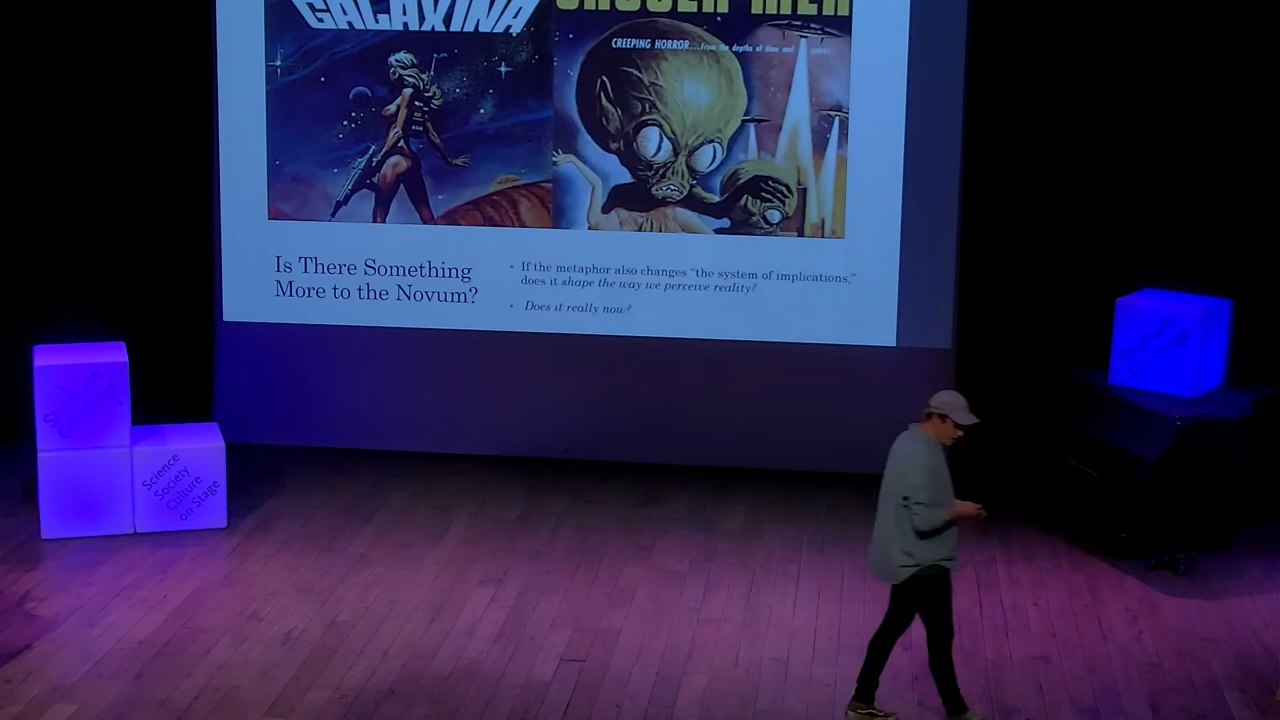 GALAXINA
CREEPING HORROR...from the depths of time and
Is There Something
More to the Novum?
• If the metaphor also changes “the system of implications,”
does it shape the way we perceive reality?
• Does it really now?
Science
Society
Culture
on Stage